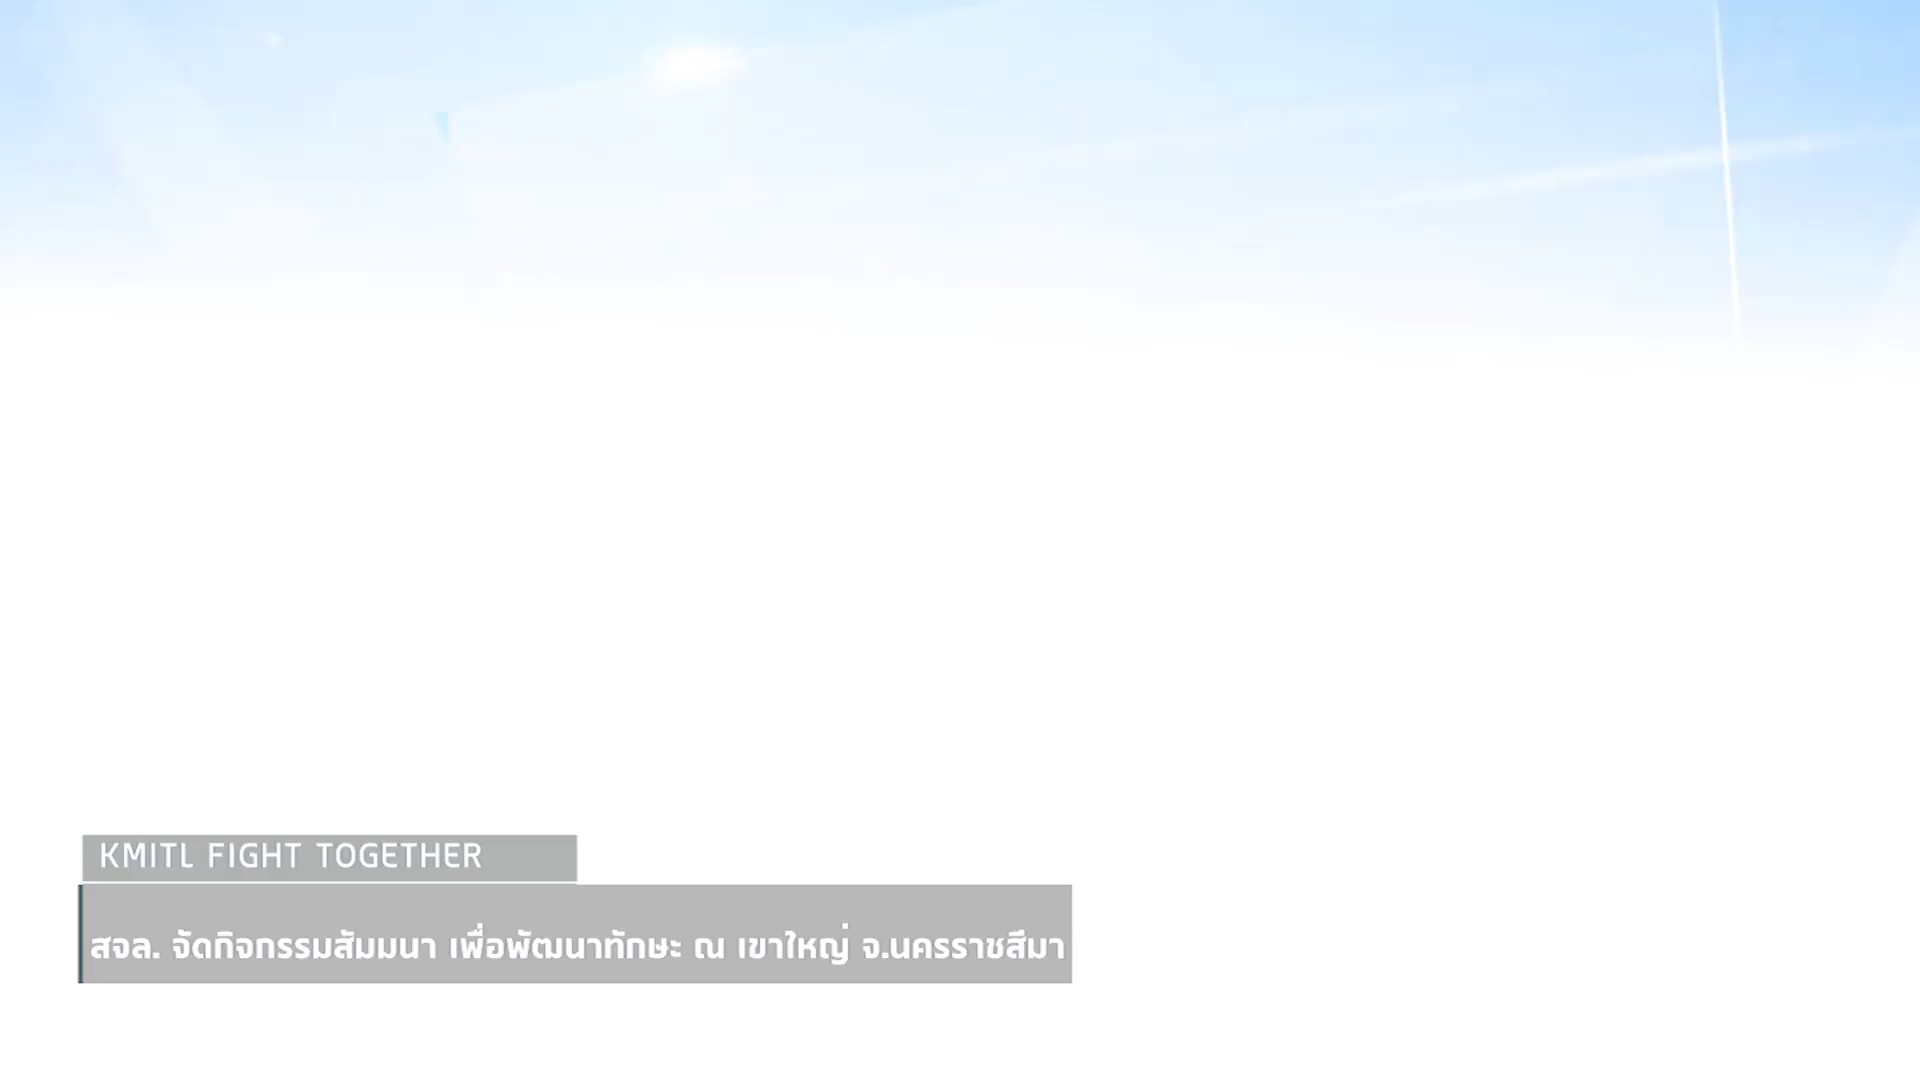 KMITL FIGHT TOGETHER
สจล. จัดกิจกรรมสัมมนา เพื่อพัฒนาทักษะ ณ เขาใหญ่ จ.นครราชสีมา